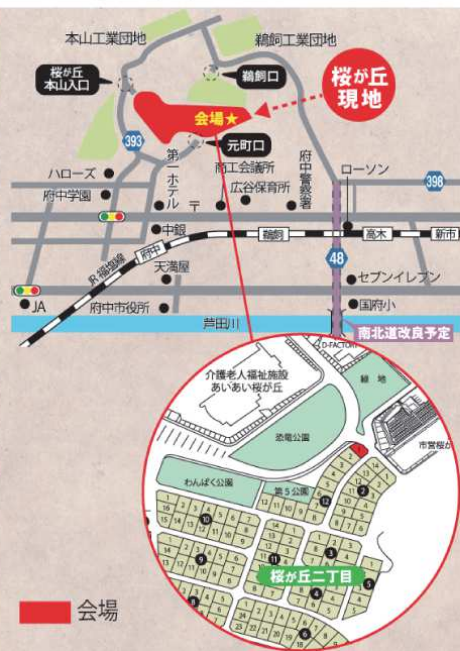 本山工業団地
鵜飼工業団地
桜が丘
本山入口
鵜飼口
桜が丘
現地
会場★
元町口
393
ハローズ
府中学園
第一ホテル
〒
商工会議所
広谷保育所
府中警察署
ローソン
398
中銀
JR福塩線
府中
鵜飼
高木
新市
48
天満屋
セブンイレブン
JA
府中市役所
国府小
芦田川
南北道改良予定
D-FACTORY
介護老人福祉施設
あいあい桜が丘
緑地
恐竜公園
市営桜が
わんぱく公園
第5公園
桜が丘二丁目
会場